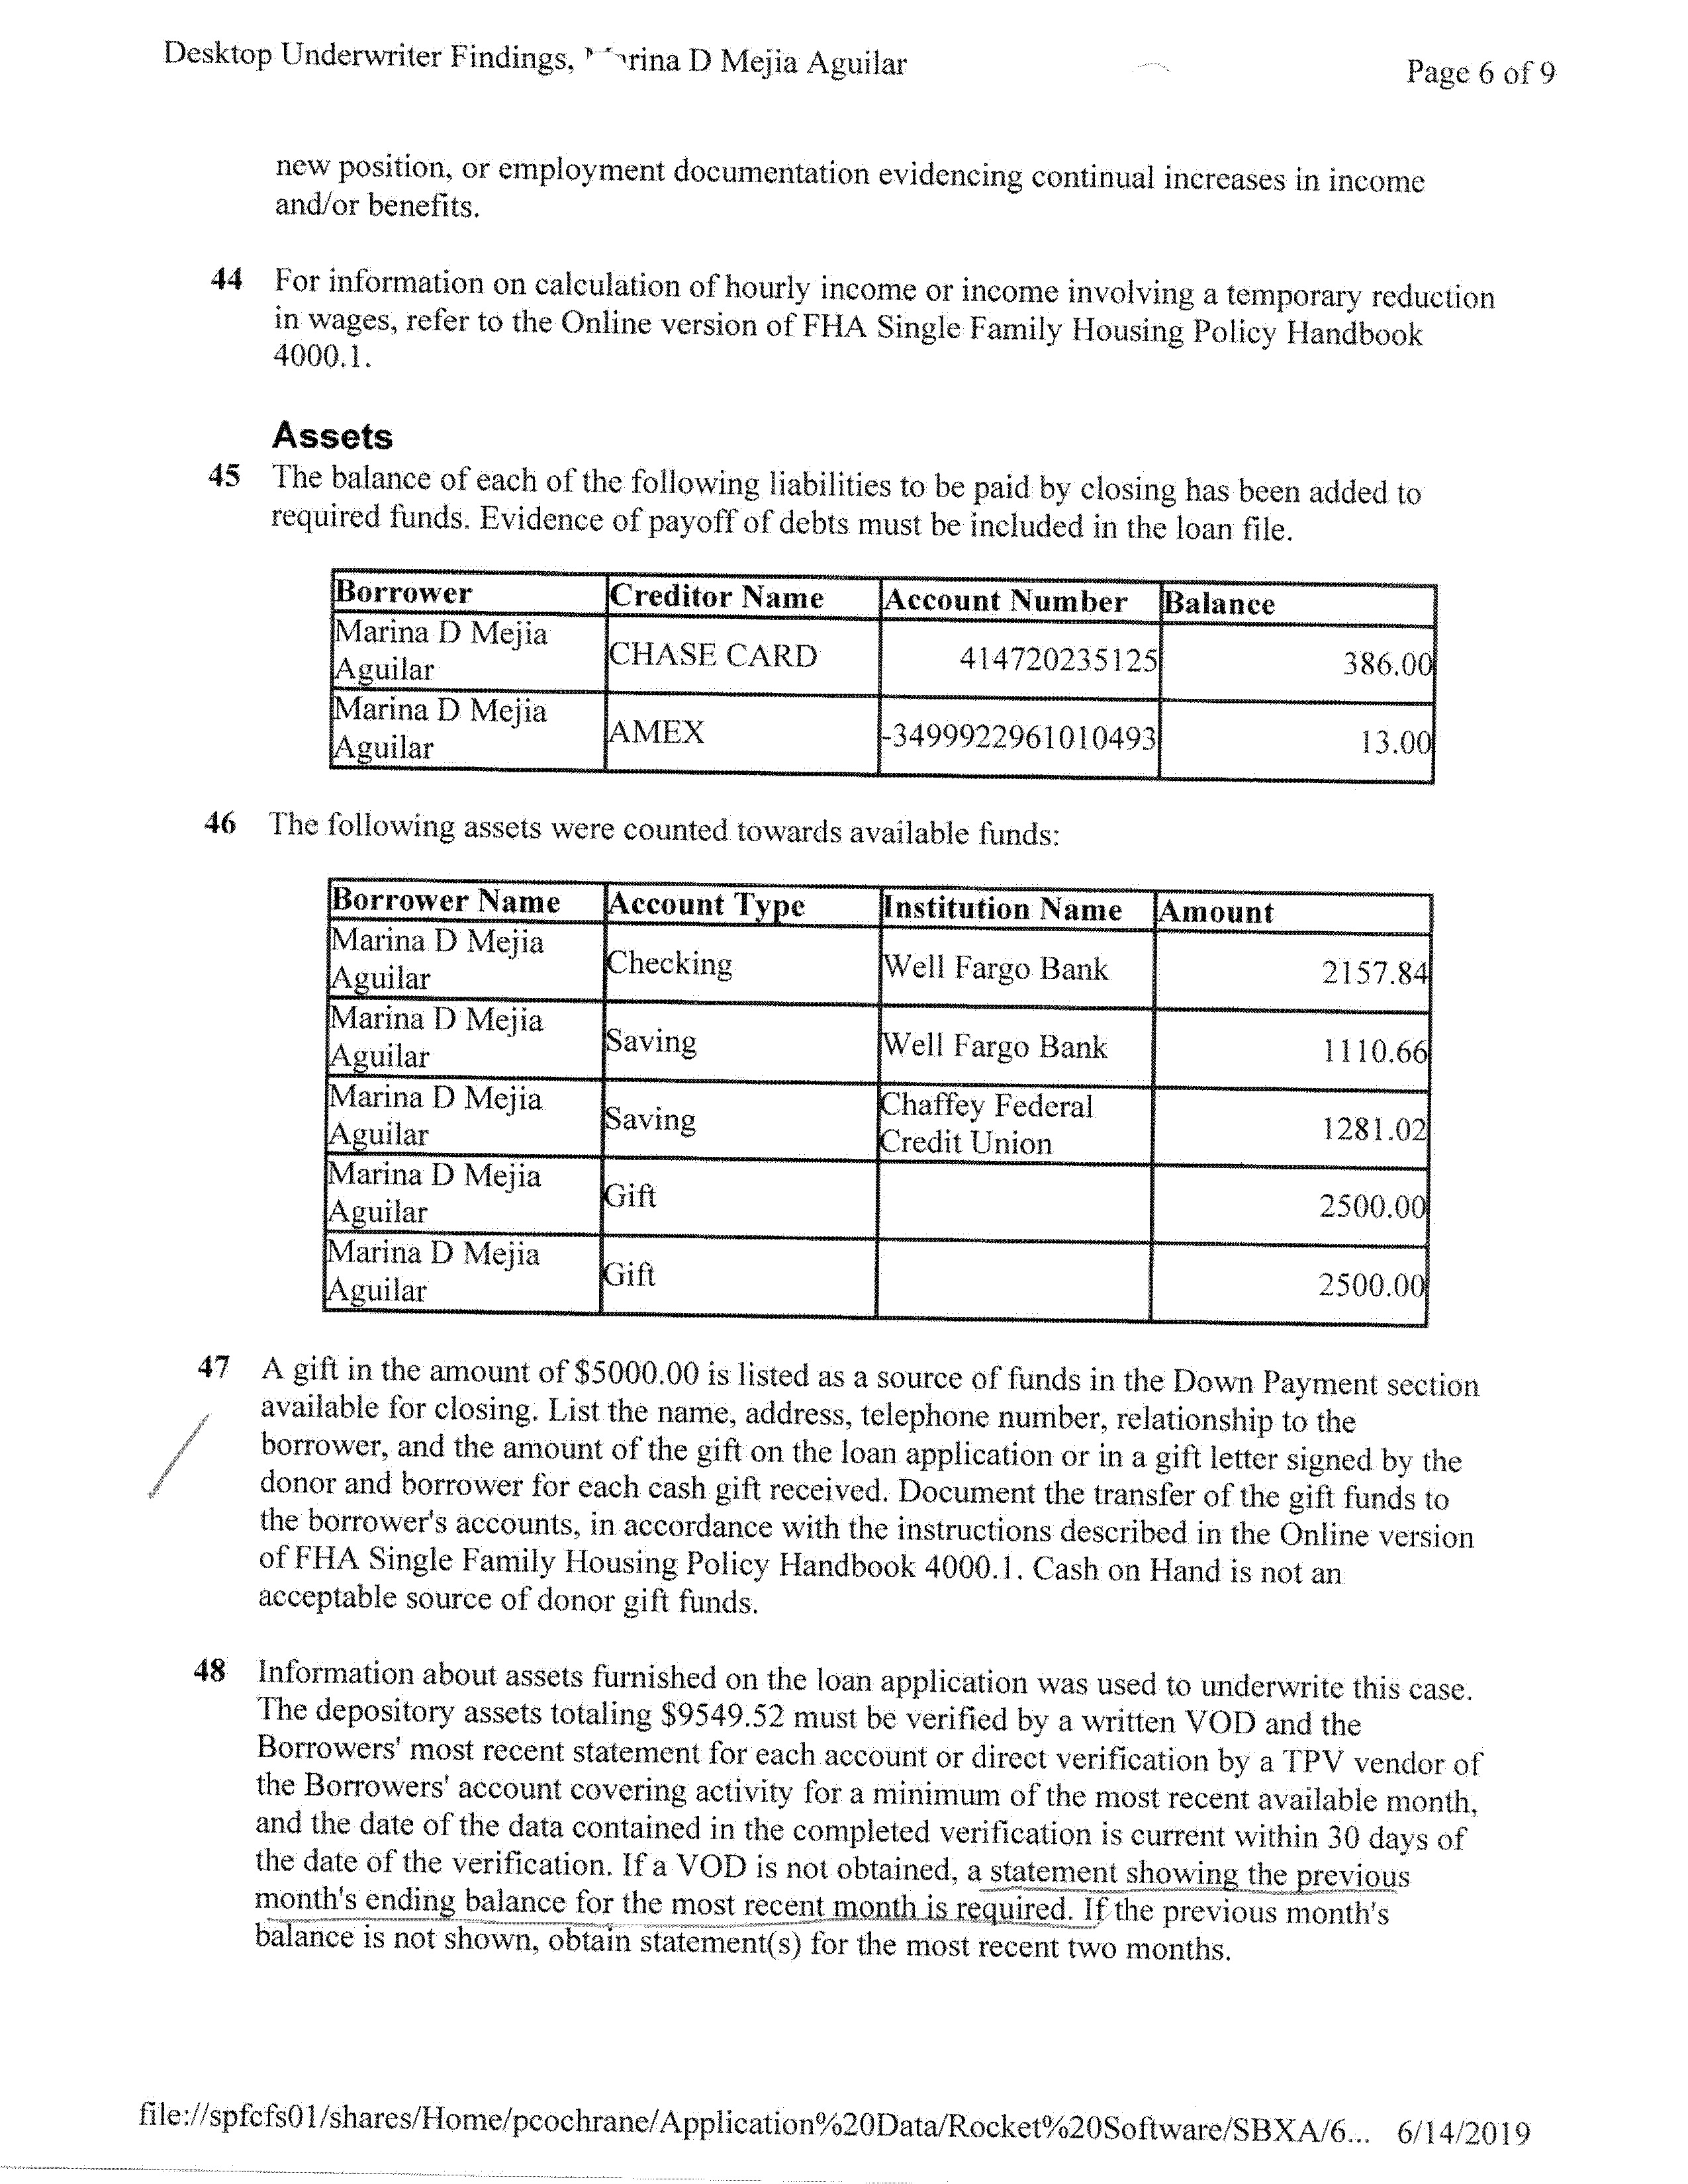 Desktop Underwriter Findings, Marina D Mejia Aguilar
Page 6 of 9
new position, or employment documentation evidencing continual increases in income
and/or benefits.
44 For information on calculation of hourly income or income involving a temporary reduction
in wages, refer to the Online version of FHA Single Family Housing Policy Handbook
4000.1.
Assets
45 The balance of each of the following liabilities to be paid by closing has been added to
required funds. Evidence of payoff of debts must be included in the loan file.
Borrower Creditor Name Account Number Balance
Marina D Mejia
Aguilar CHASE CARD 414720235125 386.00
Marina D Mejia
Aguilar AMEX -3499922961010493 13.00
46 The following assets were counted towards available funds:
Borrower Name Account Type Institution Name Amount
Marina D Mejia
Aguilar Checking Well Fargo Bank 2157.84
Marina D Mejia
Aguilar Saving Well Fargo Bank 1110.66
Marina D Mejia
Aguilar Saving Chaffey Federal
Credit Union 1281.02
Marina D Mejia
Aguilar Gift 2500.00
Marina D Mejia
Aguilar Gift 2500.00
47 A gift in the amount of $5000.00 is listed as a source of funds in the Down Payment section
available for closing. List the name, address, telephone number, relationship to the
borrower, and the amount of the gift on the loan application or in a gift letter signed by the
donor and borrower for each cash gift received. Document the transfer of the gift funds to
the borrower's accounts, in accordance with the instructions described in the Online version
of FHA Single Family Housing Policy Handbook 4000.1. Cash on Hand is not an
acceptable source of donor gift funds.
48 Information about assets furnished on the loan application was used to underwrite this case.
The depository assets totaling $9549.52 must be verified by a written VOD and the
Borrowers' most recent statement for each account or direct verification by a TPV vendor of
the Borrowers' account covering activity for a minimum of the most recent available month,
and the date of the data contained in the completed verification is current within 30 days of
the date of the verification. If a VOD is not obtained, a statement showing the previous
month's ending balance for the most recent month is required. If the previous month's
balance is not shown, obtain statement(s) for the most recent two months.
file://spfcfs01/shares/Home/pcochrane/Application%20Data/Rocket%20Software/SBXA/6... 6/14/2019